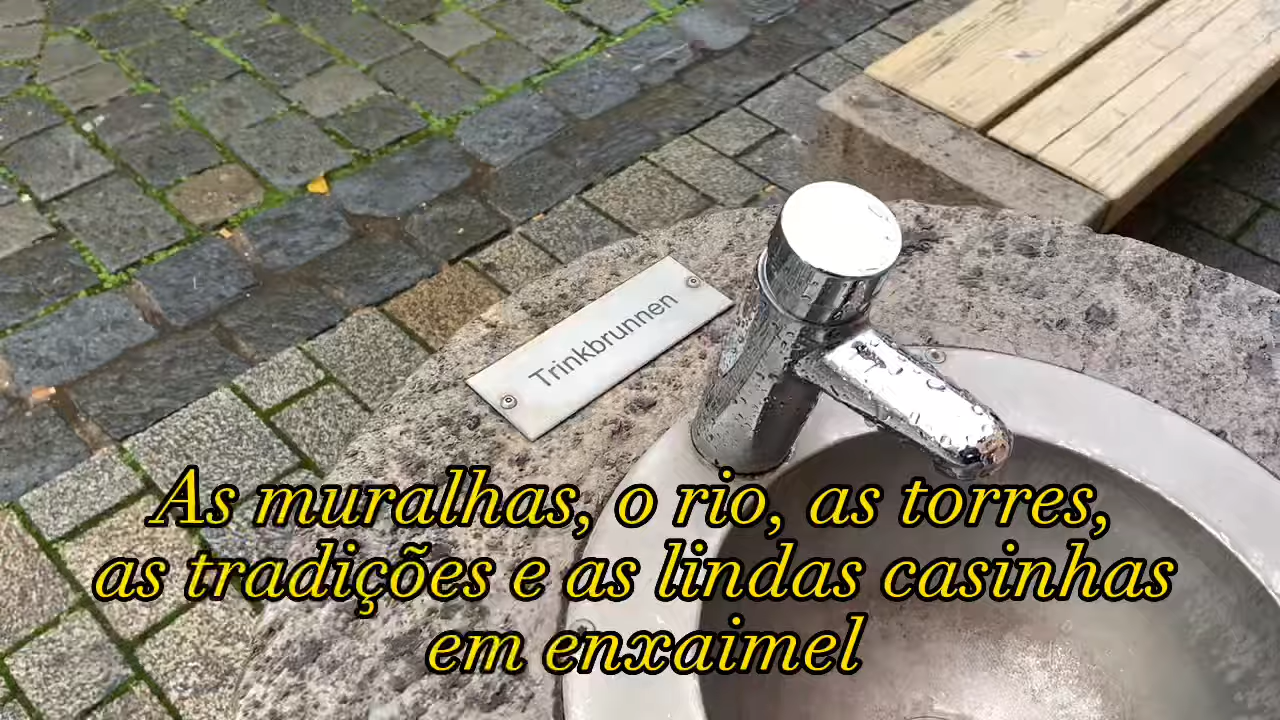 Trinkbrunnen
As muralhas, o rio, as torres,
as tradições e as lindas casinhas
em enxaimel